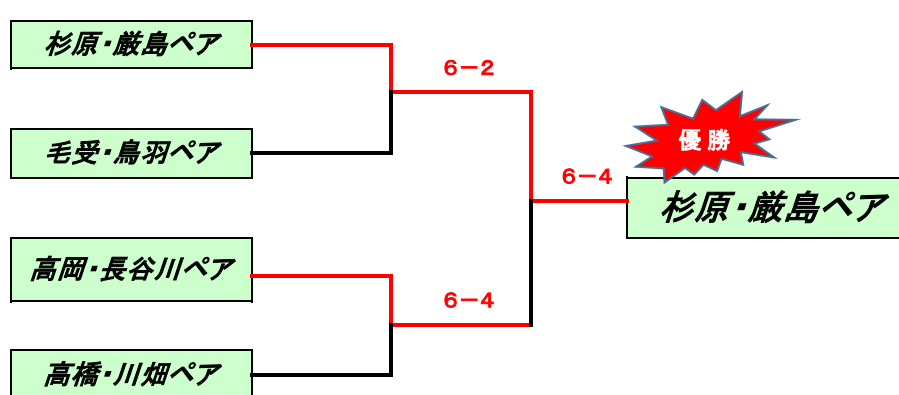 杉原・厳島ペア
6－2
毛受・鳥羽ペア
優 勝
6－4
杉原・厳島ペア
高岡・長谷川ペア
6－4
高橋・川畑ペア